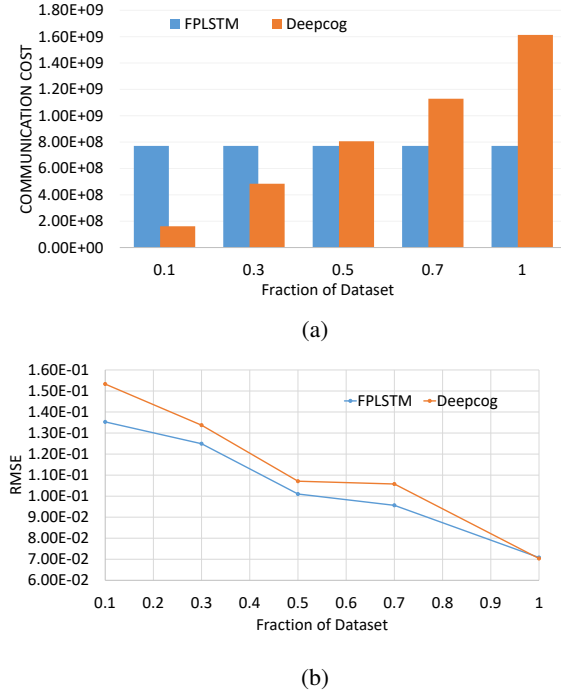 1.80E+09
1.60E+09
1.40E+09
1.20E+09
1.00E+09
8.00E+08
6.00E+08
4.00E+08
2.00E+08
0.00E+00
COMMUNICATION COST
FPLSTM Deepcog
0.1 0.3 0.5 0.7 1
Fraction of Dataset
(a)
1.60E-01
1.50E-01
1.40E-01
1.30E-01
1.20E-01
1.10E-01
1.00E-01
9.00E-02
8.00E-02
7.00E-02
6.00E-02
RMSE
FPLSTM Deepcog
0.1 0.2 0.3 0.4 0.5 0.6 0.7 0.8 0.9 1
Fraction of Dataset
(b)